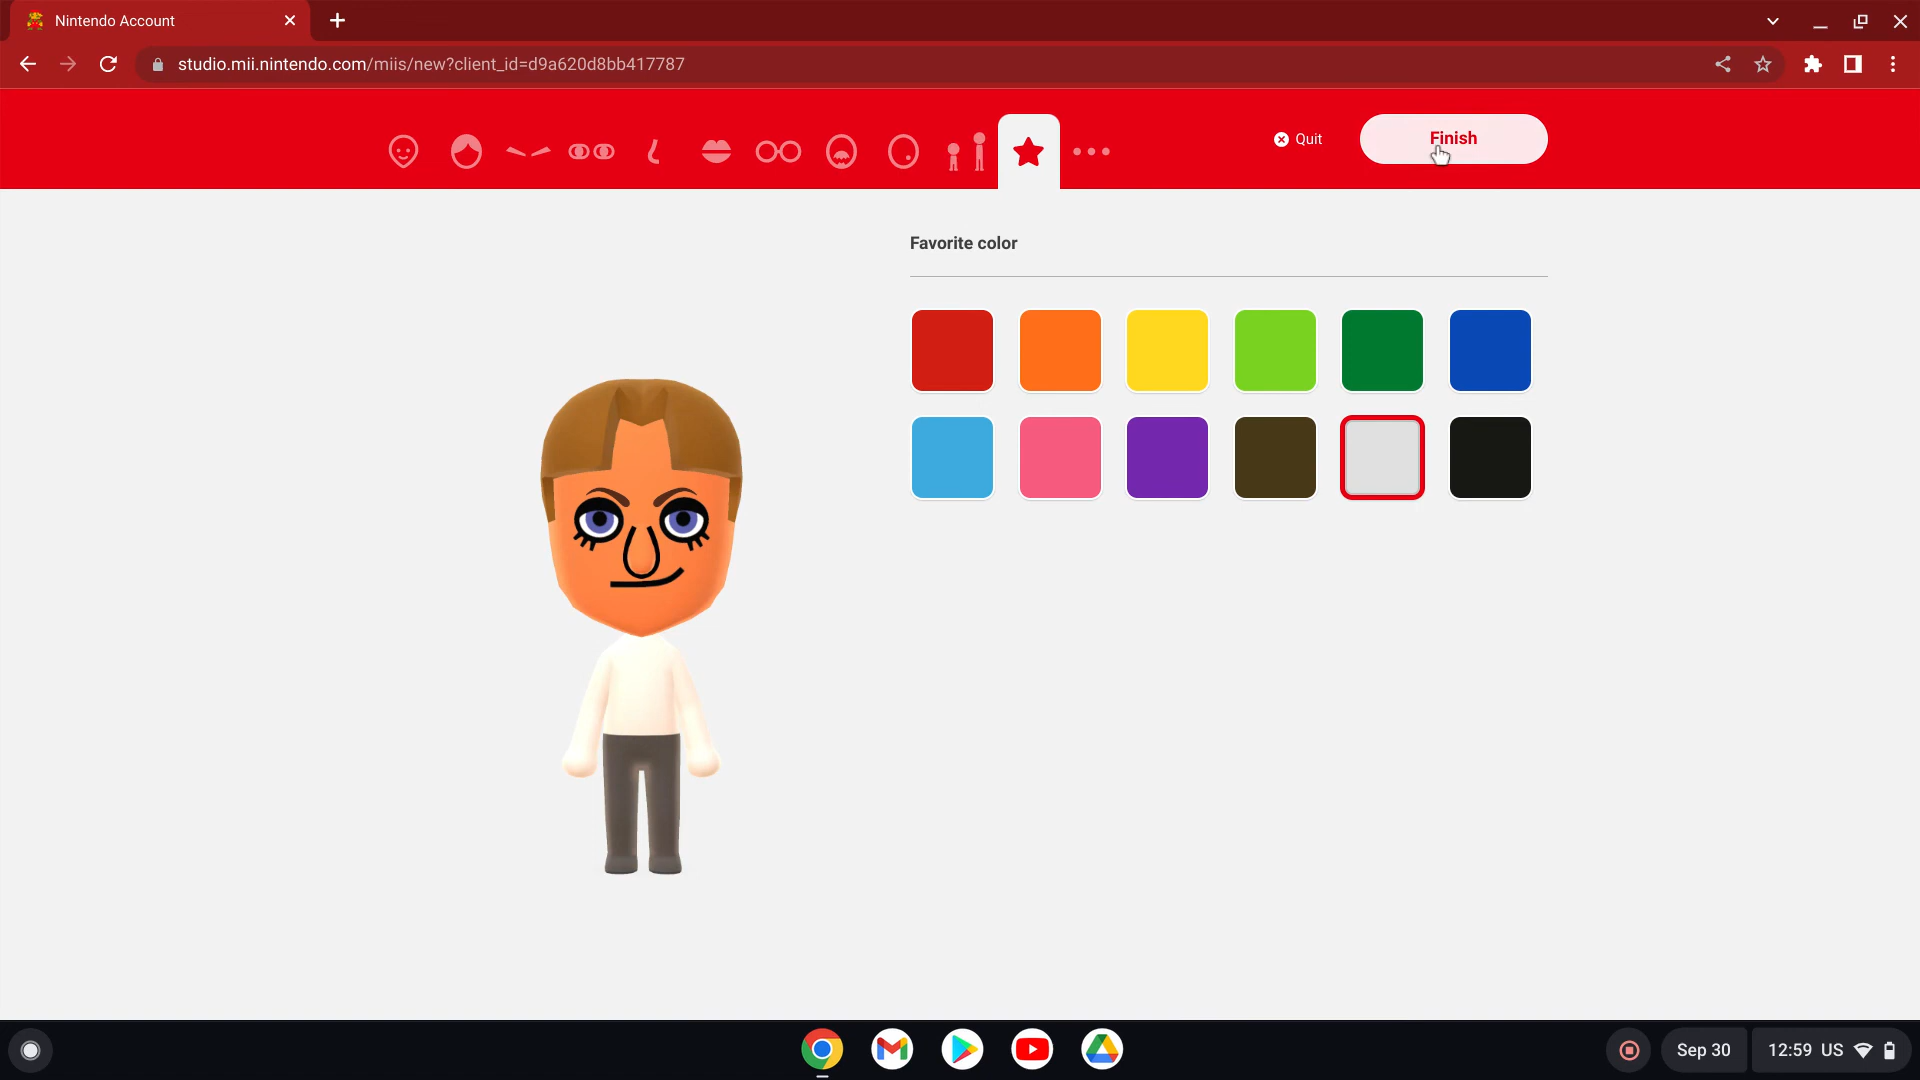 Nintendo Account
studio.mii.nintendo.com/miis/new?client_id=d9a620d8bb417787
Quit
Finish
Favorite color
Sep 30
12:59 US